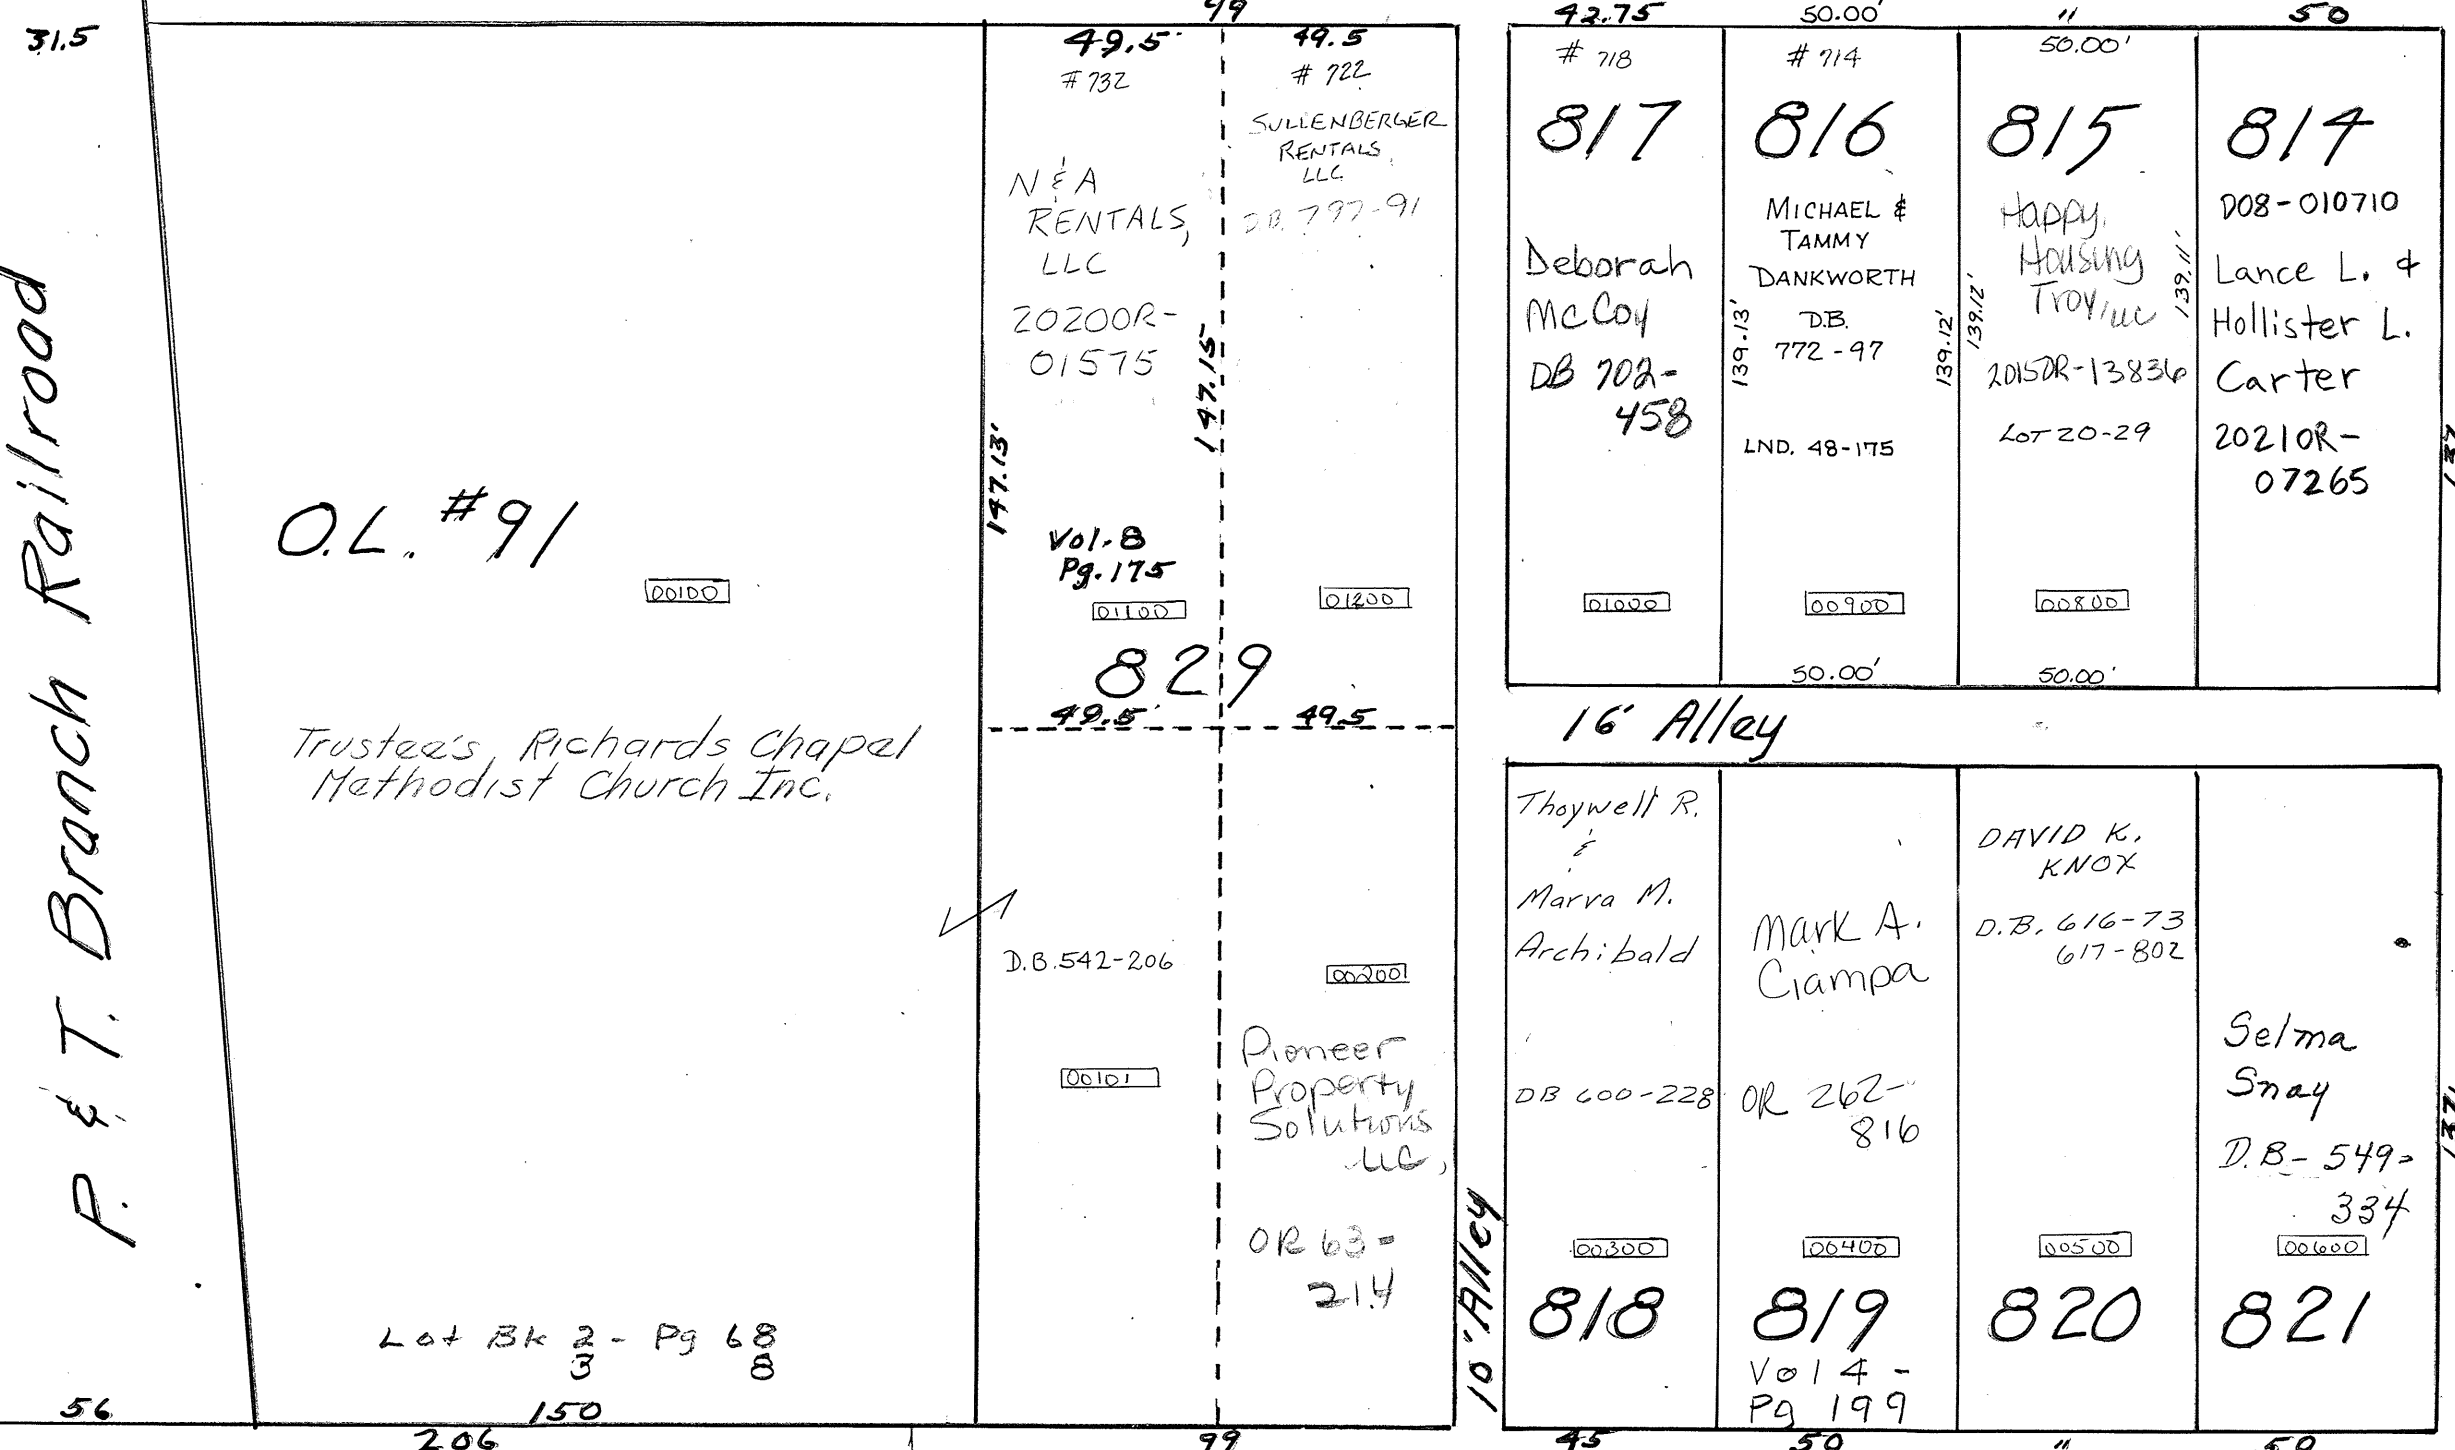 31.5
99
49.5'
49.5
# 732
# 722
N & A
RENTALS,
LLC
20200R-
01575
SULLENBERGER
RENTALS
LLC
D.B. 797-91
147.13'
147.15
Vol. 8
Pg. 175
01100
01200
829
49.5'
49.5
P. & T. Branch Railroad
O.L. #91
00100
Trustee's, Richards Chapel
Methodist Church Inc.
D.B. 542-206
00101
00200
Pioneer
Property
Solutions
LLC,
OR 63-
214
Lot Bk 2 - Pg 68
3 8
56
150
206
99
42.75
50.00'
"
50
# 718
# 714
50.00'
817
816
815
814
Deborah
McCoy
DB 702-
458
01000
MICHAEL &
TAMMY
DANKWORTH
D.B.
772-97
LND. 48-175
139.13'
139.12'
00900
50.00'
Happy
Housing
Troy, LLC
20150R-13836
LOT 20-29
139.12'
139.11'
00800
50.00'
D08-010710
Lance L. &
Hollister L.
Carter
20210R-
07265
16' Alley
10' Alley
Thoywell R.
&
Marva M.
Archibald
DB 600-228
00300
818
Mark A.
Ciampa
OR 262-
816
00400
819
Vol 4 -
Pg 199
DAVID K.
KNOX
D.B. 616-73
617-802
00500
820
Selma
Snay
D.B- 549-
334
00600
821
45
50
"
50